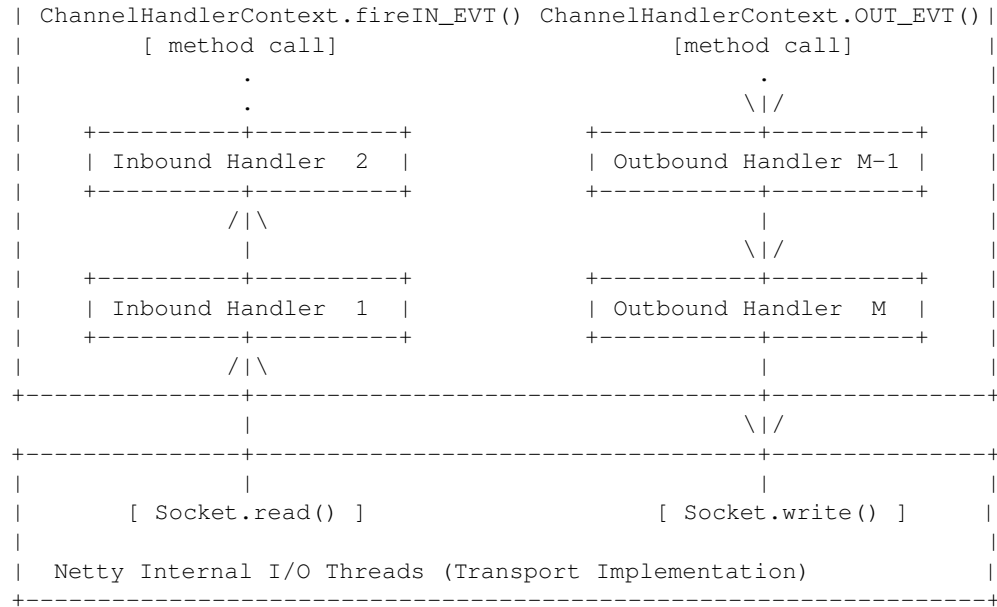 | ChannelHandlerContext.fireIN_EVT() ChannelHandlerContext.OUT_EVT()|
|        [ method call]                       [method call]         |
|               .                                   .               |
|               .                                  \|/              |
|    +----------+----------+            +-----------+----------+    |
|    | Inbound Handler  2  |            | Outbound Handler M-1 |    |
|    +----------+----------+            +-----------+----------+    |
|              /|\                                  |               |
|               |                                  \|/              |
|    +----------+----------+            +-----------+----------+    |
|    | Inbound Handler  1  |            | Outbound Handler  M  |    |
|    +----------+----------+            +-----------+----------+    |
|              /|\                                  |               |
+---------------+-----------------------------------+---------------+
                |                                  \|/
+---------------+-----------------------------------+---------------+
|               |                                   |               |
|       [ Socket.read() ]                    [ Socket.write() ]     |
|                                                                   |
|  Netty Internal I/O Threads (Transport Implementation)            |
+-------------------------------------------------------------------+